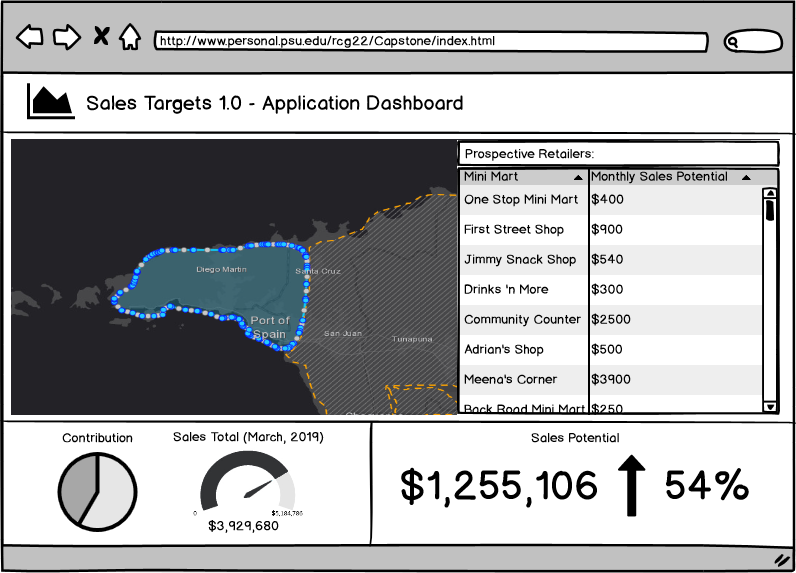 http://www.personal.psu.edu/rcg22/Capstone/index.html
Sales Targets 1.0 - Application Dashboard
Diego Martin
Santa Cruz
Port of
Spain
San Juan
Tunapuna
Prospective Retailers:
Mini Mart Monthly Sales Potential
One Stop Mini Mart $400
First Street Shop $900
Jimmy Snack Shop $540
Drinks 'n More $300
Community Counter $2500
Adrian's Shop $500
Meena's Corner $3900
Back Road Mini Mart $250
Contribution
Sales Total (March, 2019)
0 $5,184,786
$3,929,680
Sales Potential
$1,255,106 54%